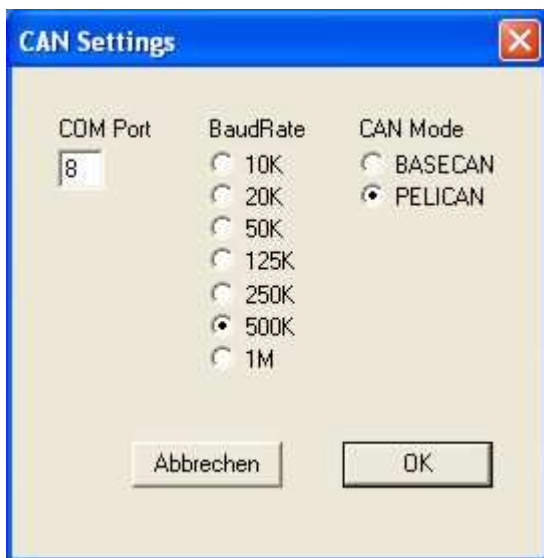 CAN Settings
COM Port
8
BaudRate
10K
20K
50K
125K
250K
500K
1M
CAN Mode
BASECAN
PELICAN
Abbrechen
OK